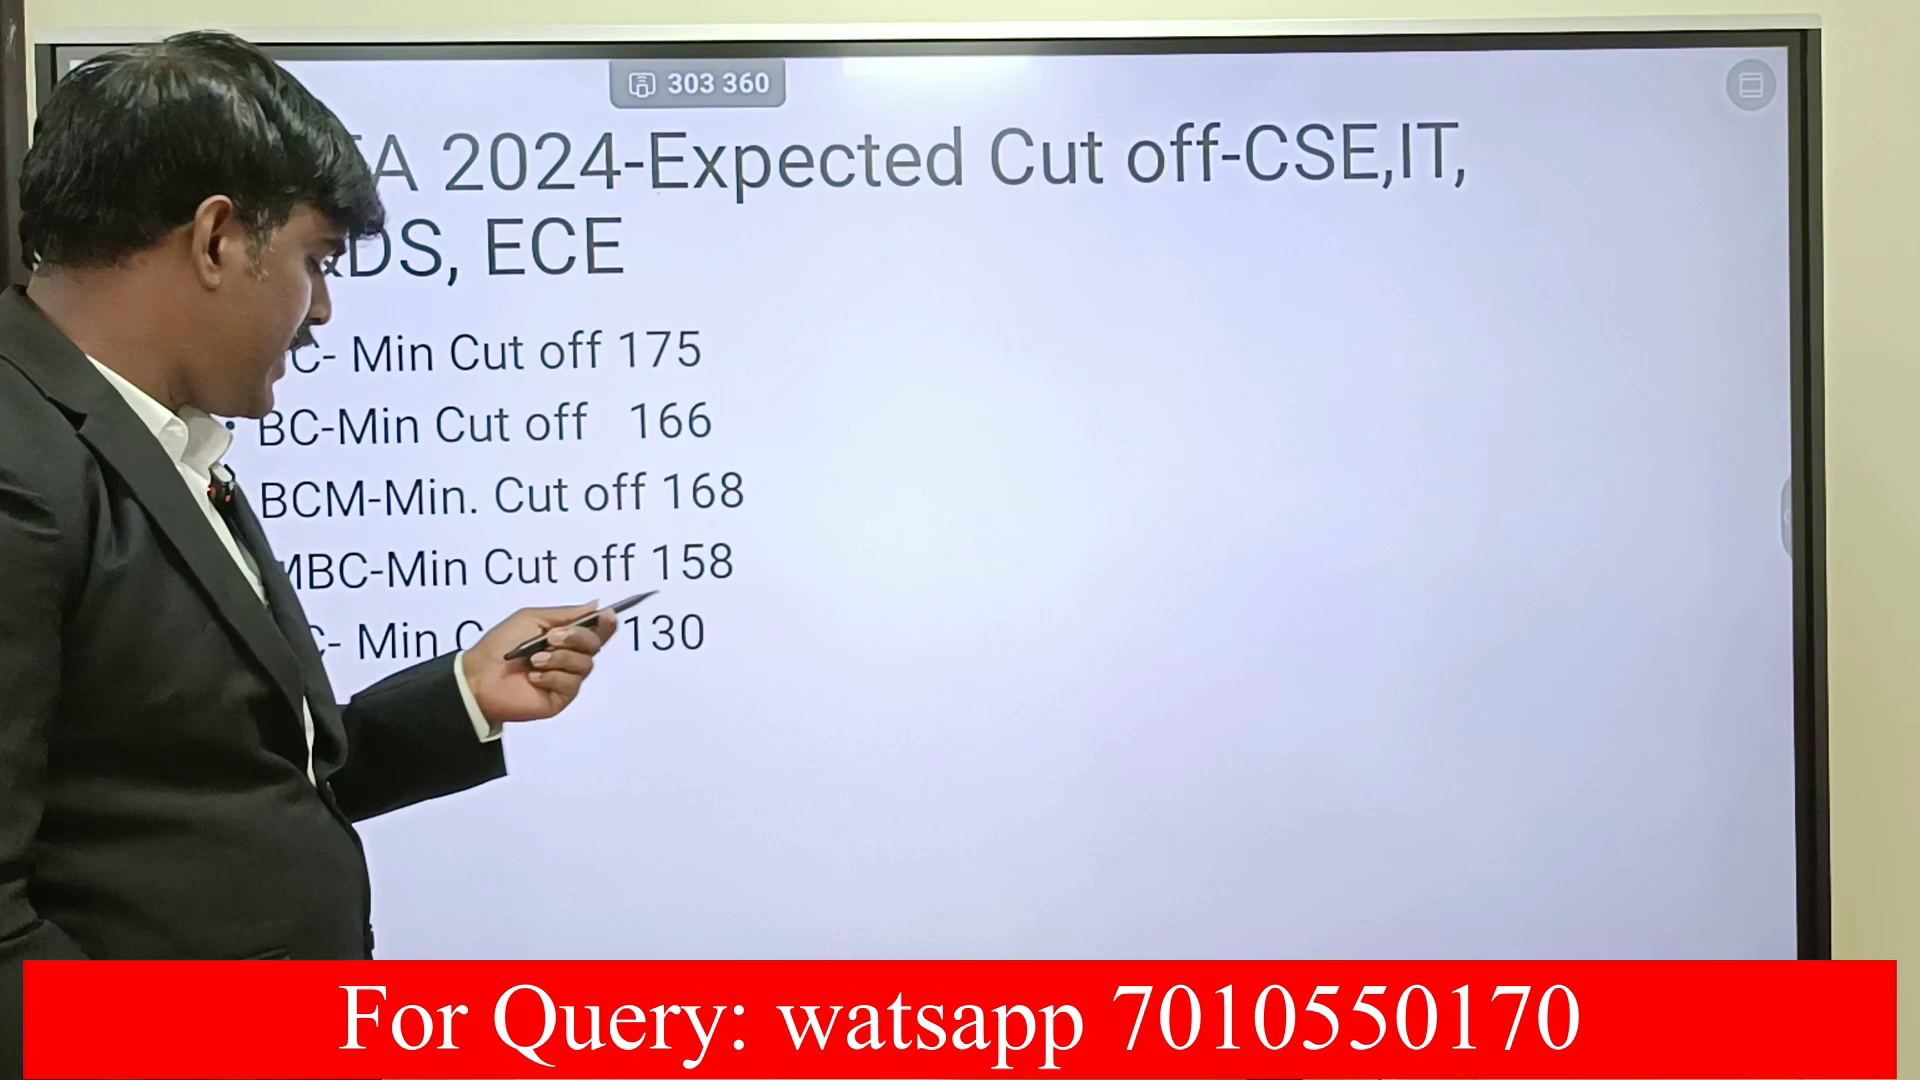 303 360
A 2024-Expected Cut off-CSE,IT,
DS, ECE
C- Min Cut off 175
BC-Min Cut off 166
BCM-Min. Cut off 168
MBC-Min Cut off 158
- Min 130
For Query: watsapp 7010550170